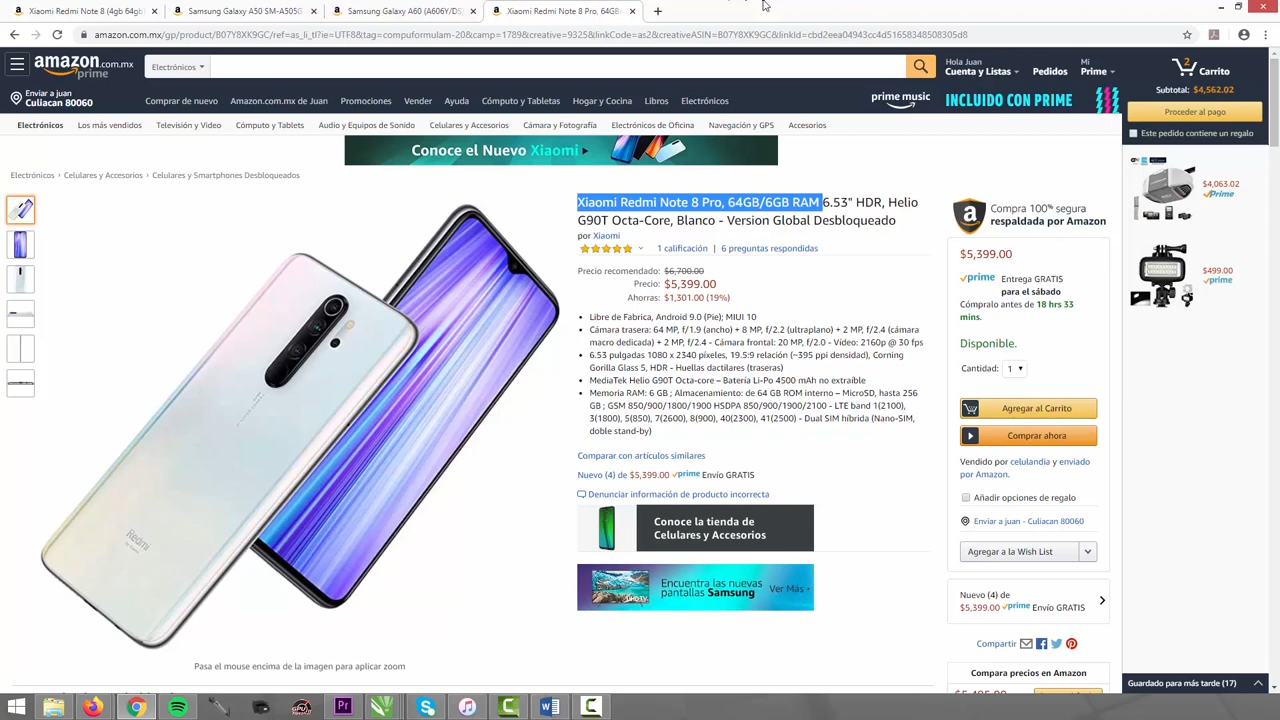 Xiaomi Redmi Note 8 (4gb 64gb)
Samsung Galaxy A50 SM-A505G
Samsung Galaxy A60 (A606Y/DS)
Xiaomi Redmi Note 8 Pro, 64GB/
amazon.com.mx/gp/product/B07Y8XK9GC/ref=as_li_tl?ie=UTF8&tag=compuformulam-20&camp=1789&creative=9325&linkCode=as2&creativeASIN=B07Y8XK9GC&linkId=cbd2eea04943cc4d51658348508305d8
amazon.com.mx
prime
Electrónicos
Hola Juan
Cuenta y Listas
Pedidos
Mi
Prime
2
Carrito
Subtotal: $4,562.02
Proceder al pago
Este pedido contiene un regalo
Enviar a juan
Culiacan 80060
Comprar de nuevo
Amazon.com.mx de Juan
Promociones
Vender
Ayuda
Cómputo y Tabletas
Hogar y Cocina
Libros
Electrónicos
prime music
INCLUIDO CON PRIME
Electrónicos
Los más vendidos
Televisión y Video
Cómputo y Tablets
Audio y Equipos de Sonido
Celulares y Accesorios
Cámara y Fotografía
Electrónicos de Oficina
Navegación y GPS
Accesorios
Conoce el Nuevo Xiaomi
Electrónicos › Celulares y Accesorios › Celulares y Smartphones Desbloqueados
Xiaomi Redmi Note 8 Pro, 64GB/6GB RAM 6.53" HDR, Helio
G90T Octa-Core, Blanco - Version Global Desbloqueado
por Xiaomi
1 calificación | 6 preguntas respondidas
Precio recomendado: $6,700.00
Precio: $5,399.00
Ahorras: $1,301.00 (19%)
• Libre de Fabrica, Android 9.0 (Pie); MIUI 10
• Cámara trasera: 64 MP, f/1.9 (ancho) + 8 MP, f/2.2 (ultraplano) + 2 MP, f/2.4 (cámara
macro dedicada) + 2 MP, f/2.4 - Cámara frontal: 20 MP, f/2.0 - Vídeo: 2160p @ 30 fps
• 6.53 pulgadas 1080 x 2340 píxeles, 19.5:9 relación (~395 ppi densidad), Corning
Gorilla Glass 5, HDR - Huellas dactilares (traseras)
• MediaTek Helio G90T Octa-core – Batería Li-Po 4500 mAh no extraíble
• Memoria RAM: 6 GB ; Almacenamiento: de 64 GB ROM interno – MicroSD, hasta 256
GB ; GSM 850/900/1800/1900 HSDPA 850/900/1900/2100 - LTE band 1(2100),
3(1800), 5(850), 7(2600), 8(900), 40(2300), 41(2500) - Dual SIM híbrida (Nano-SIM,
doble stand-by)
Comparar con artículos similares
Nuevo (4) de $5,399.00 prime Envío GRATIS
Denunciar información de producto incorrecta
Conoce la tienda de
Celulares y Accesorios
Encuentra las nuevas
pantallas Samsung
Ver Más ›
Redmi
Pasa el mouse encima de la imagen para aplicar zoom
Compra 100% segura
respaldada por Amazon
$5,399.00
prime Entrega GRATIS
para el sábado
Cómpralo antes de 18 hrs 33
mins.
Disponible.
Cantidad: 1
Agregar al Carrito
Comprar ahora
Vendido por celulandia y enviado
por Amazon.
Añadir opciones de regalo
Enviar a juan - Culiacan 80060
Agregar a la Wish List
Nuevo (4) de
$5,399.00 prime Envío GRATIS
Compartir
Compara precios en Amazon
$4,063.02
prime
$499.00
prime
Guardado para más tarde (17)
Pr
W